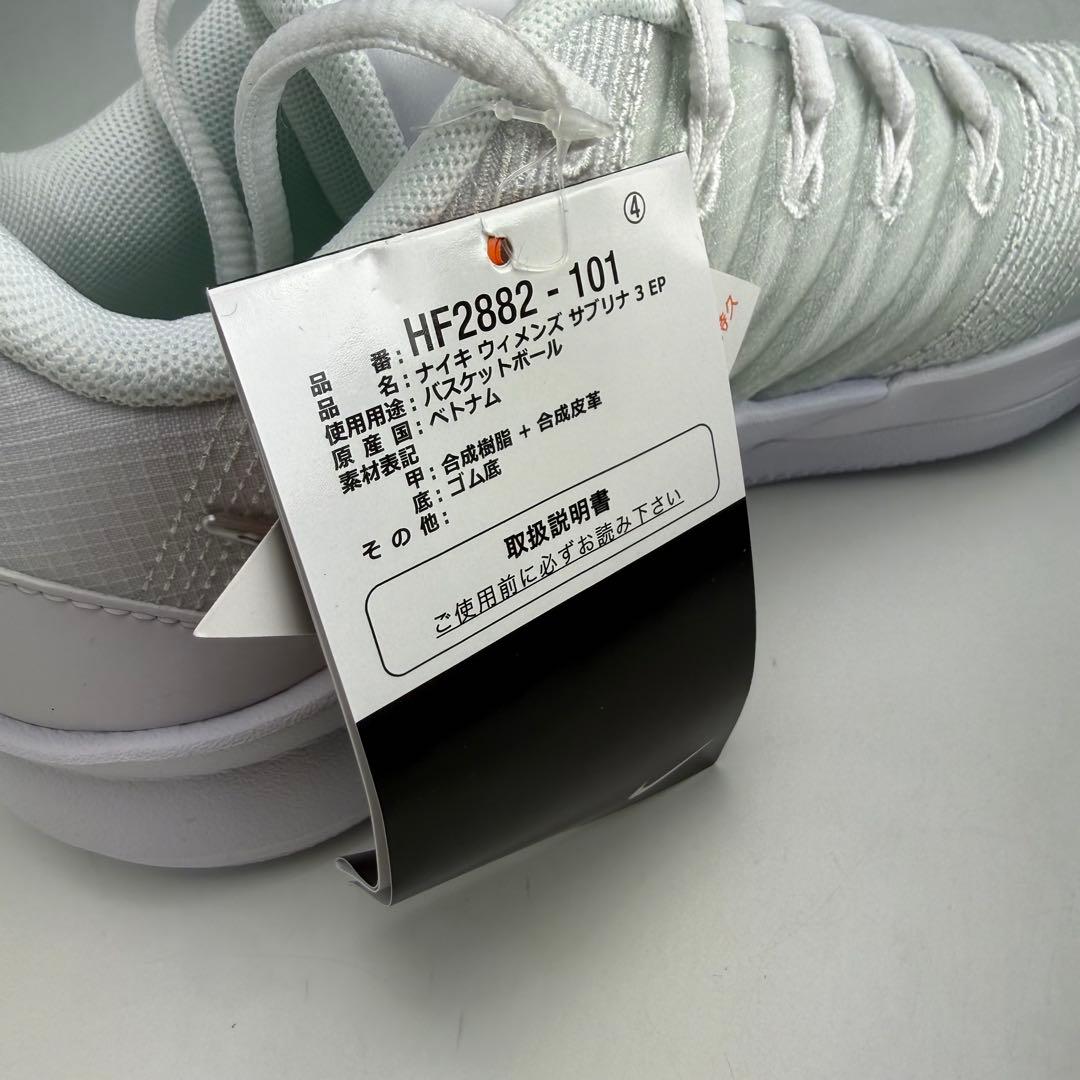 ④
品番：HF2882 - 101
品名：ナイキ ウィメンズ サブリナ 3 EP
使用用途：バスケットボール
原産国：ベトナム
素材表記
甲：合成樹脂 + 合成皮革
底：ゴム底
その他：
取扱説明書
ご使用前に必ずお読み下さい